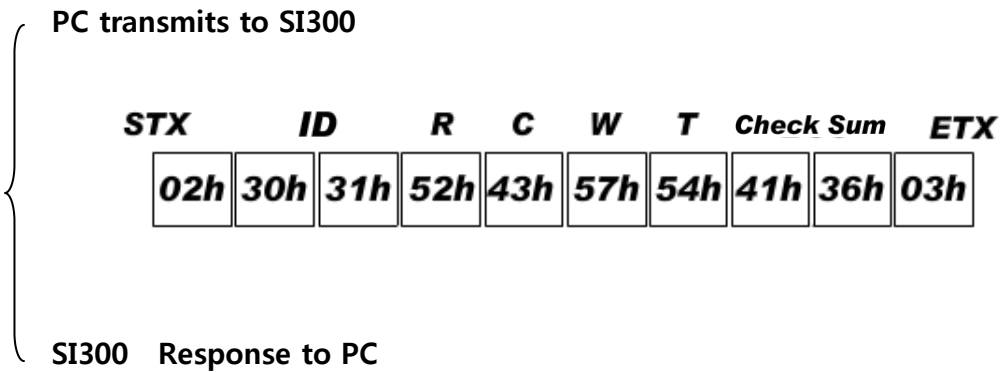 PC transmits to SI300
STX ID R C W T Check Sum ETX
02h 30h 31h 52h 43h 57h 54h 41h 36h 03h
SI300 Response to PC